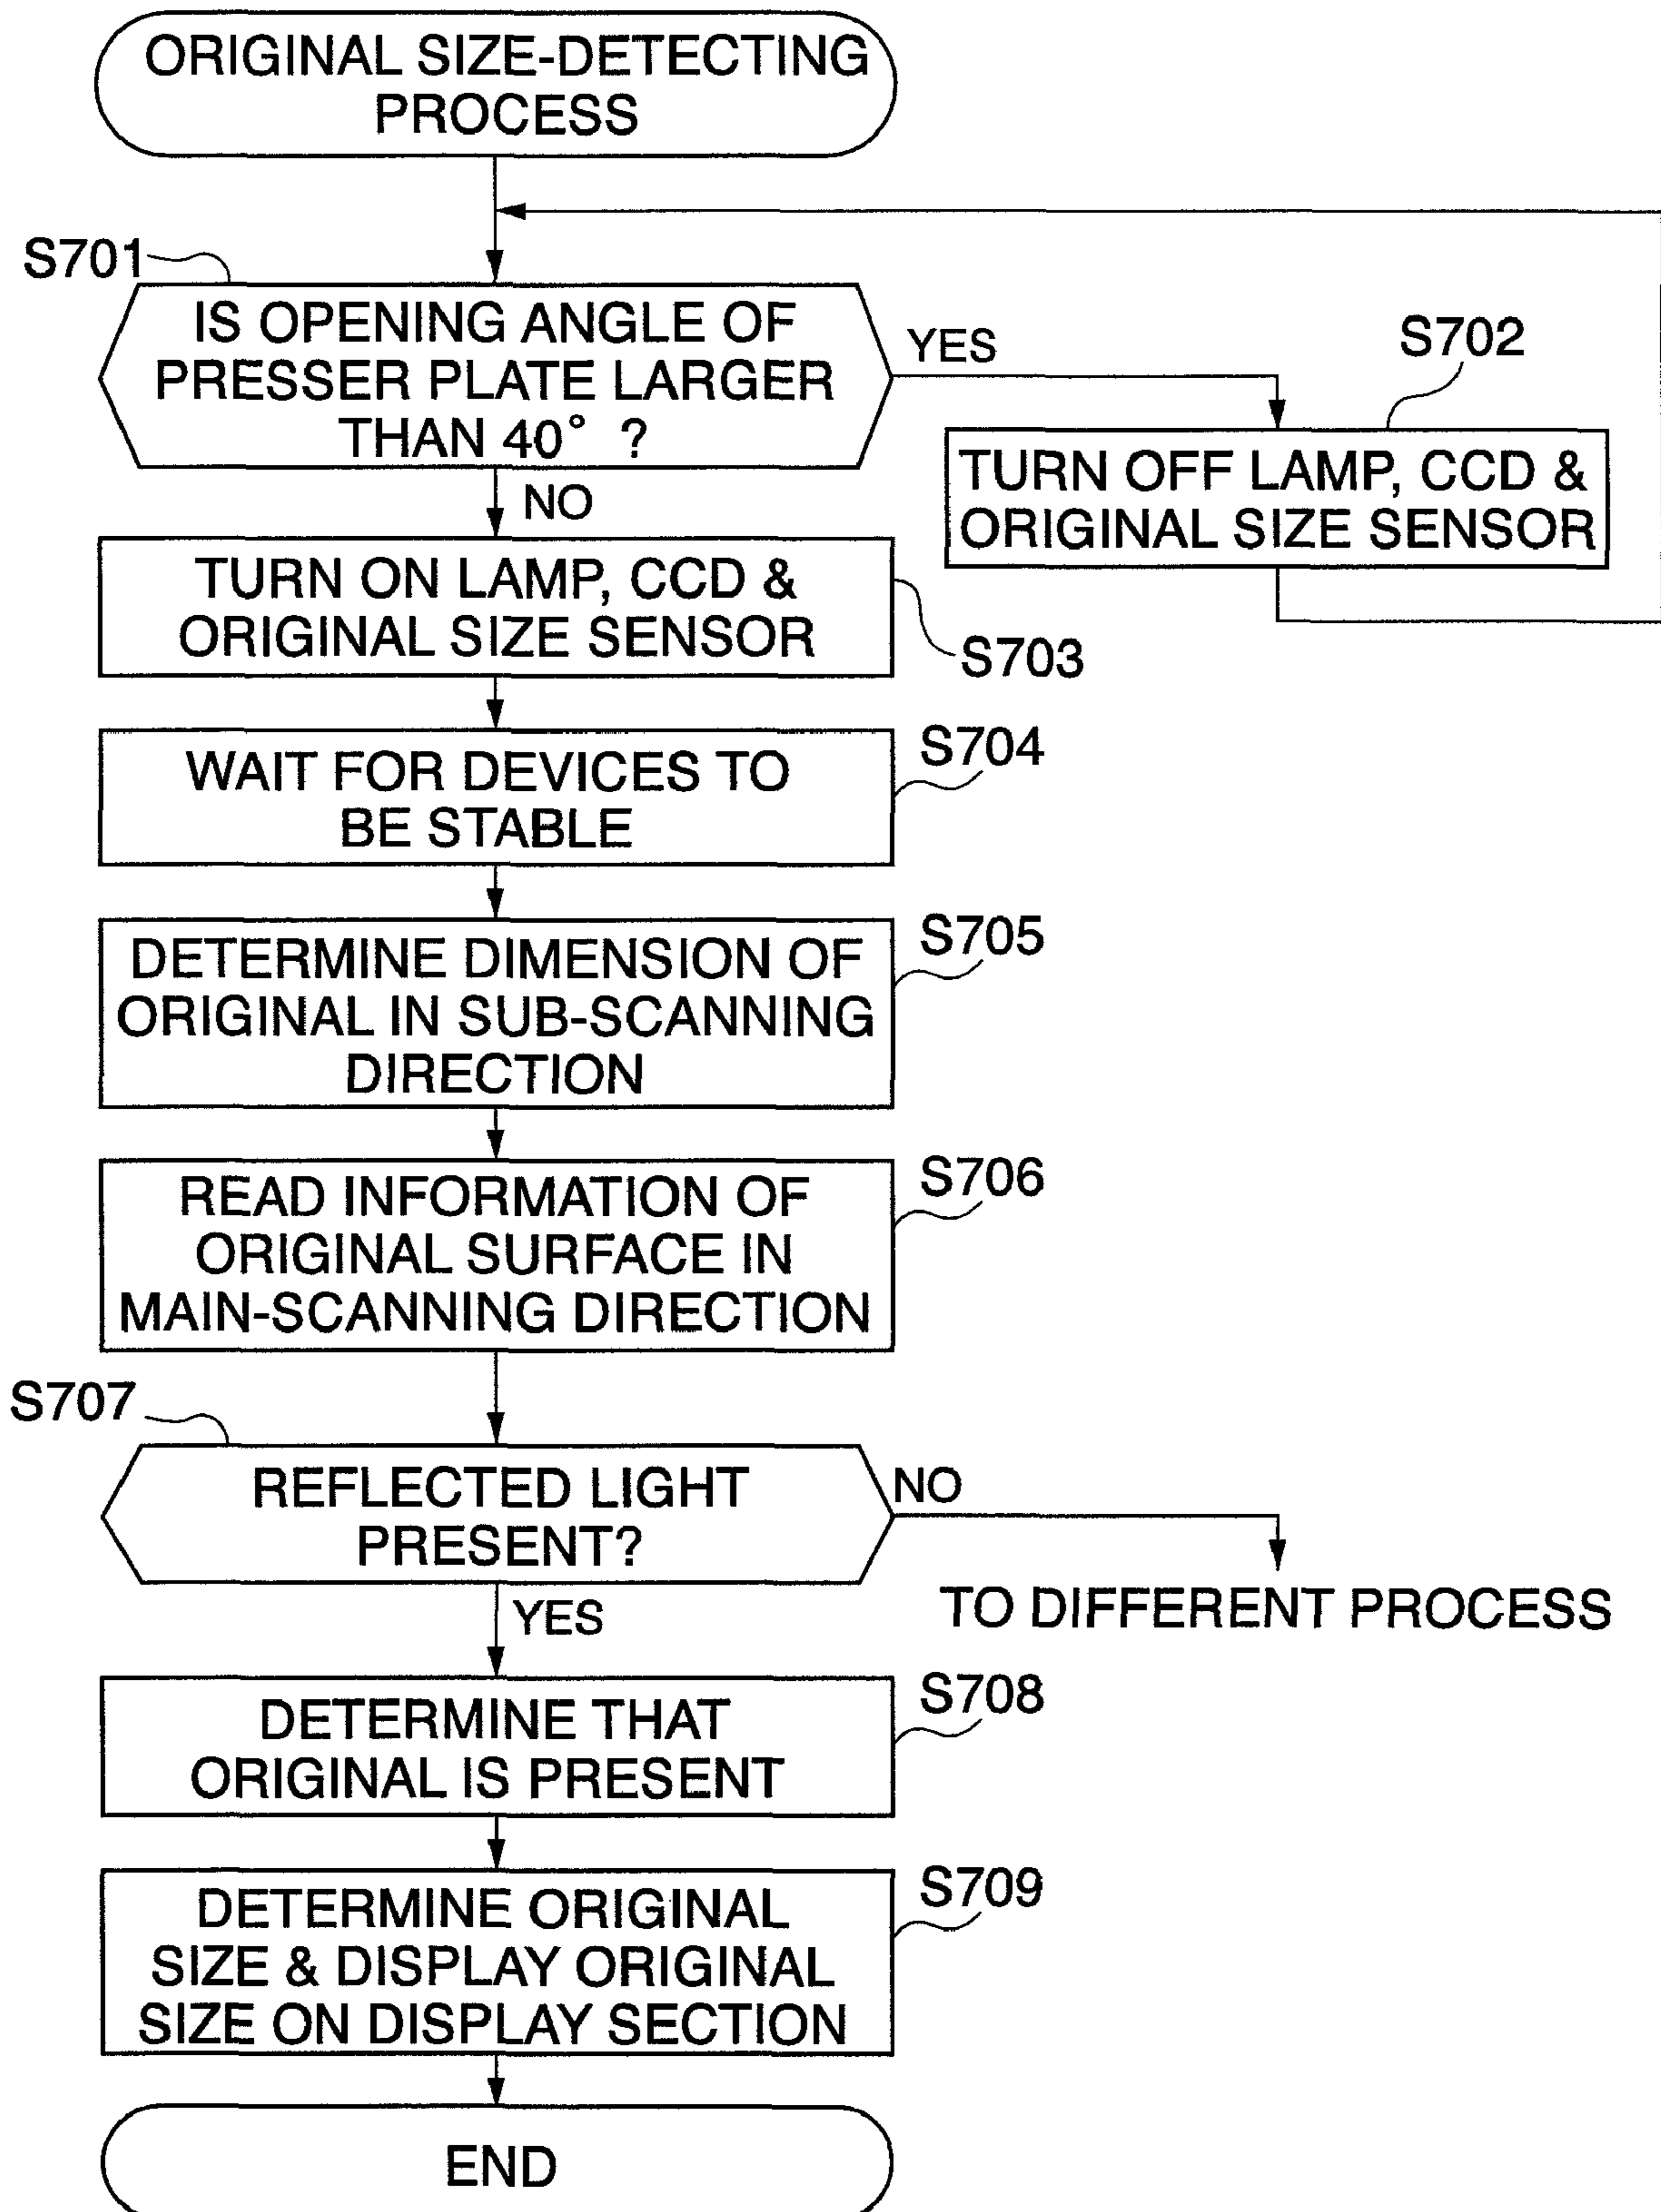 ORIGINAL SIZE-DETECTING
PROCESS
S701
IS OPENING ANGLE OF
PRESSER PLATE LARGER
THAN 40° ?
YES
S702
TURN OFF LAMP, CCD &
ORIGINAL SIZE SENSOR
NO
TURN ON LAMP, CCD &
ORIGINAL SIZE SENSOR
S703
WAIT FOR DEVICES TO
BE STABLE
S704
DETERMINE DIMENSION OF
ORIGINAL IN SUB-SCANNING
DIRECTION
S705
READ INFORMATION OF
ORIGINAL SURFACE IN
MAIN-SCANNING DIRECTION
S706
S707
REFLECTED LIGHT
PRESENT?
NO
TO DIFFERENT PROCESS
YES
DETERMINE THAT
ORIGINAL IS PRESENT
S708
DETERMINE ORIGINAL
SIZE & DISPLAY ORIGINAL
SIZE ON DISPLAY SECTION
S709
END